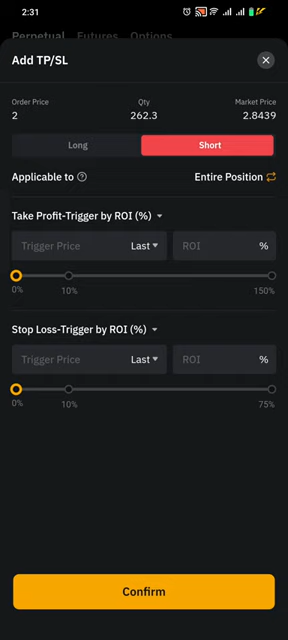 2:31
Perpetual Futures Options
Add TP/SL
Order Price Qty Market Price
2 262.3 2.8439
Long Short
Applicable to ? Entire Position
Take Profit-Trigger by ROI (%)
Trigger Price Last ROI %
0% 10% 150%
Stop Loss-Trigger by ROI (%)
Trigger Price Last ROI %
0% 10% 75%
Confirm